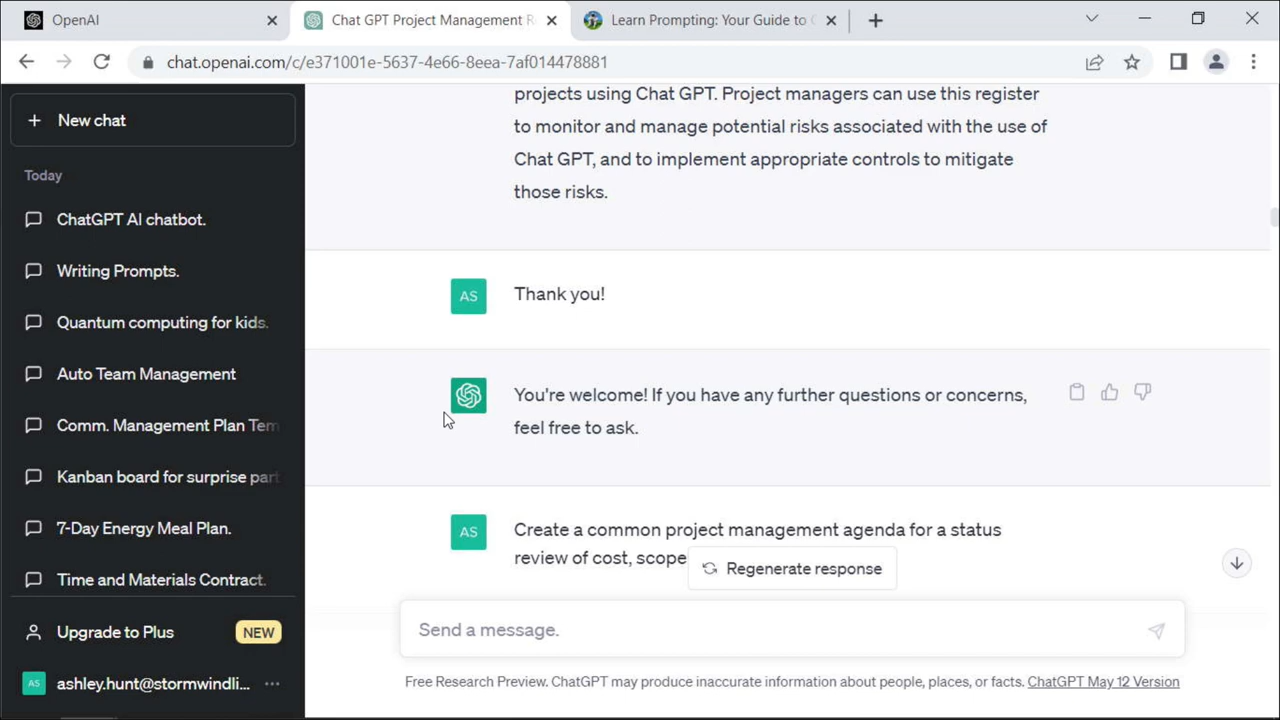 OpenAI
Chat GPT Project Management R
Learn Prompting: Your Guide to C
chat.openai.com/c/e371001e-5637-4e66-8eea-7af014478881
New chat
Today
ChatGPT AI chatbot.
Writing Prompts.
Quantum computing for kids.
Auto Team Management
Comm. Management Plan Tem
Kanban board for surprise part
7-Day Energy Meal Plan.
Time and Materials Contract.
Upgrade to Plus NEW
AS ashley.hunt@stormwindli...
projects using Chat GPT. Project managers can use this register
to monitor and manage potential risks associated with the use of
Chat GPT, and to implement appropriate controls to mitigate
those risks.
AS Thank you!
You're welcome! If you have any further questions or concerns,
feel free to ask.
AS Create a common project management agenda for a status
review of cost, scope
Regenerate response
Send a message.
Free Research Preview. ChatGPT may produce inaccurate information about people, places, or facts. ChatGPT May 12 Version